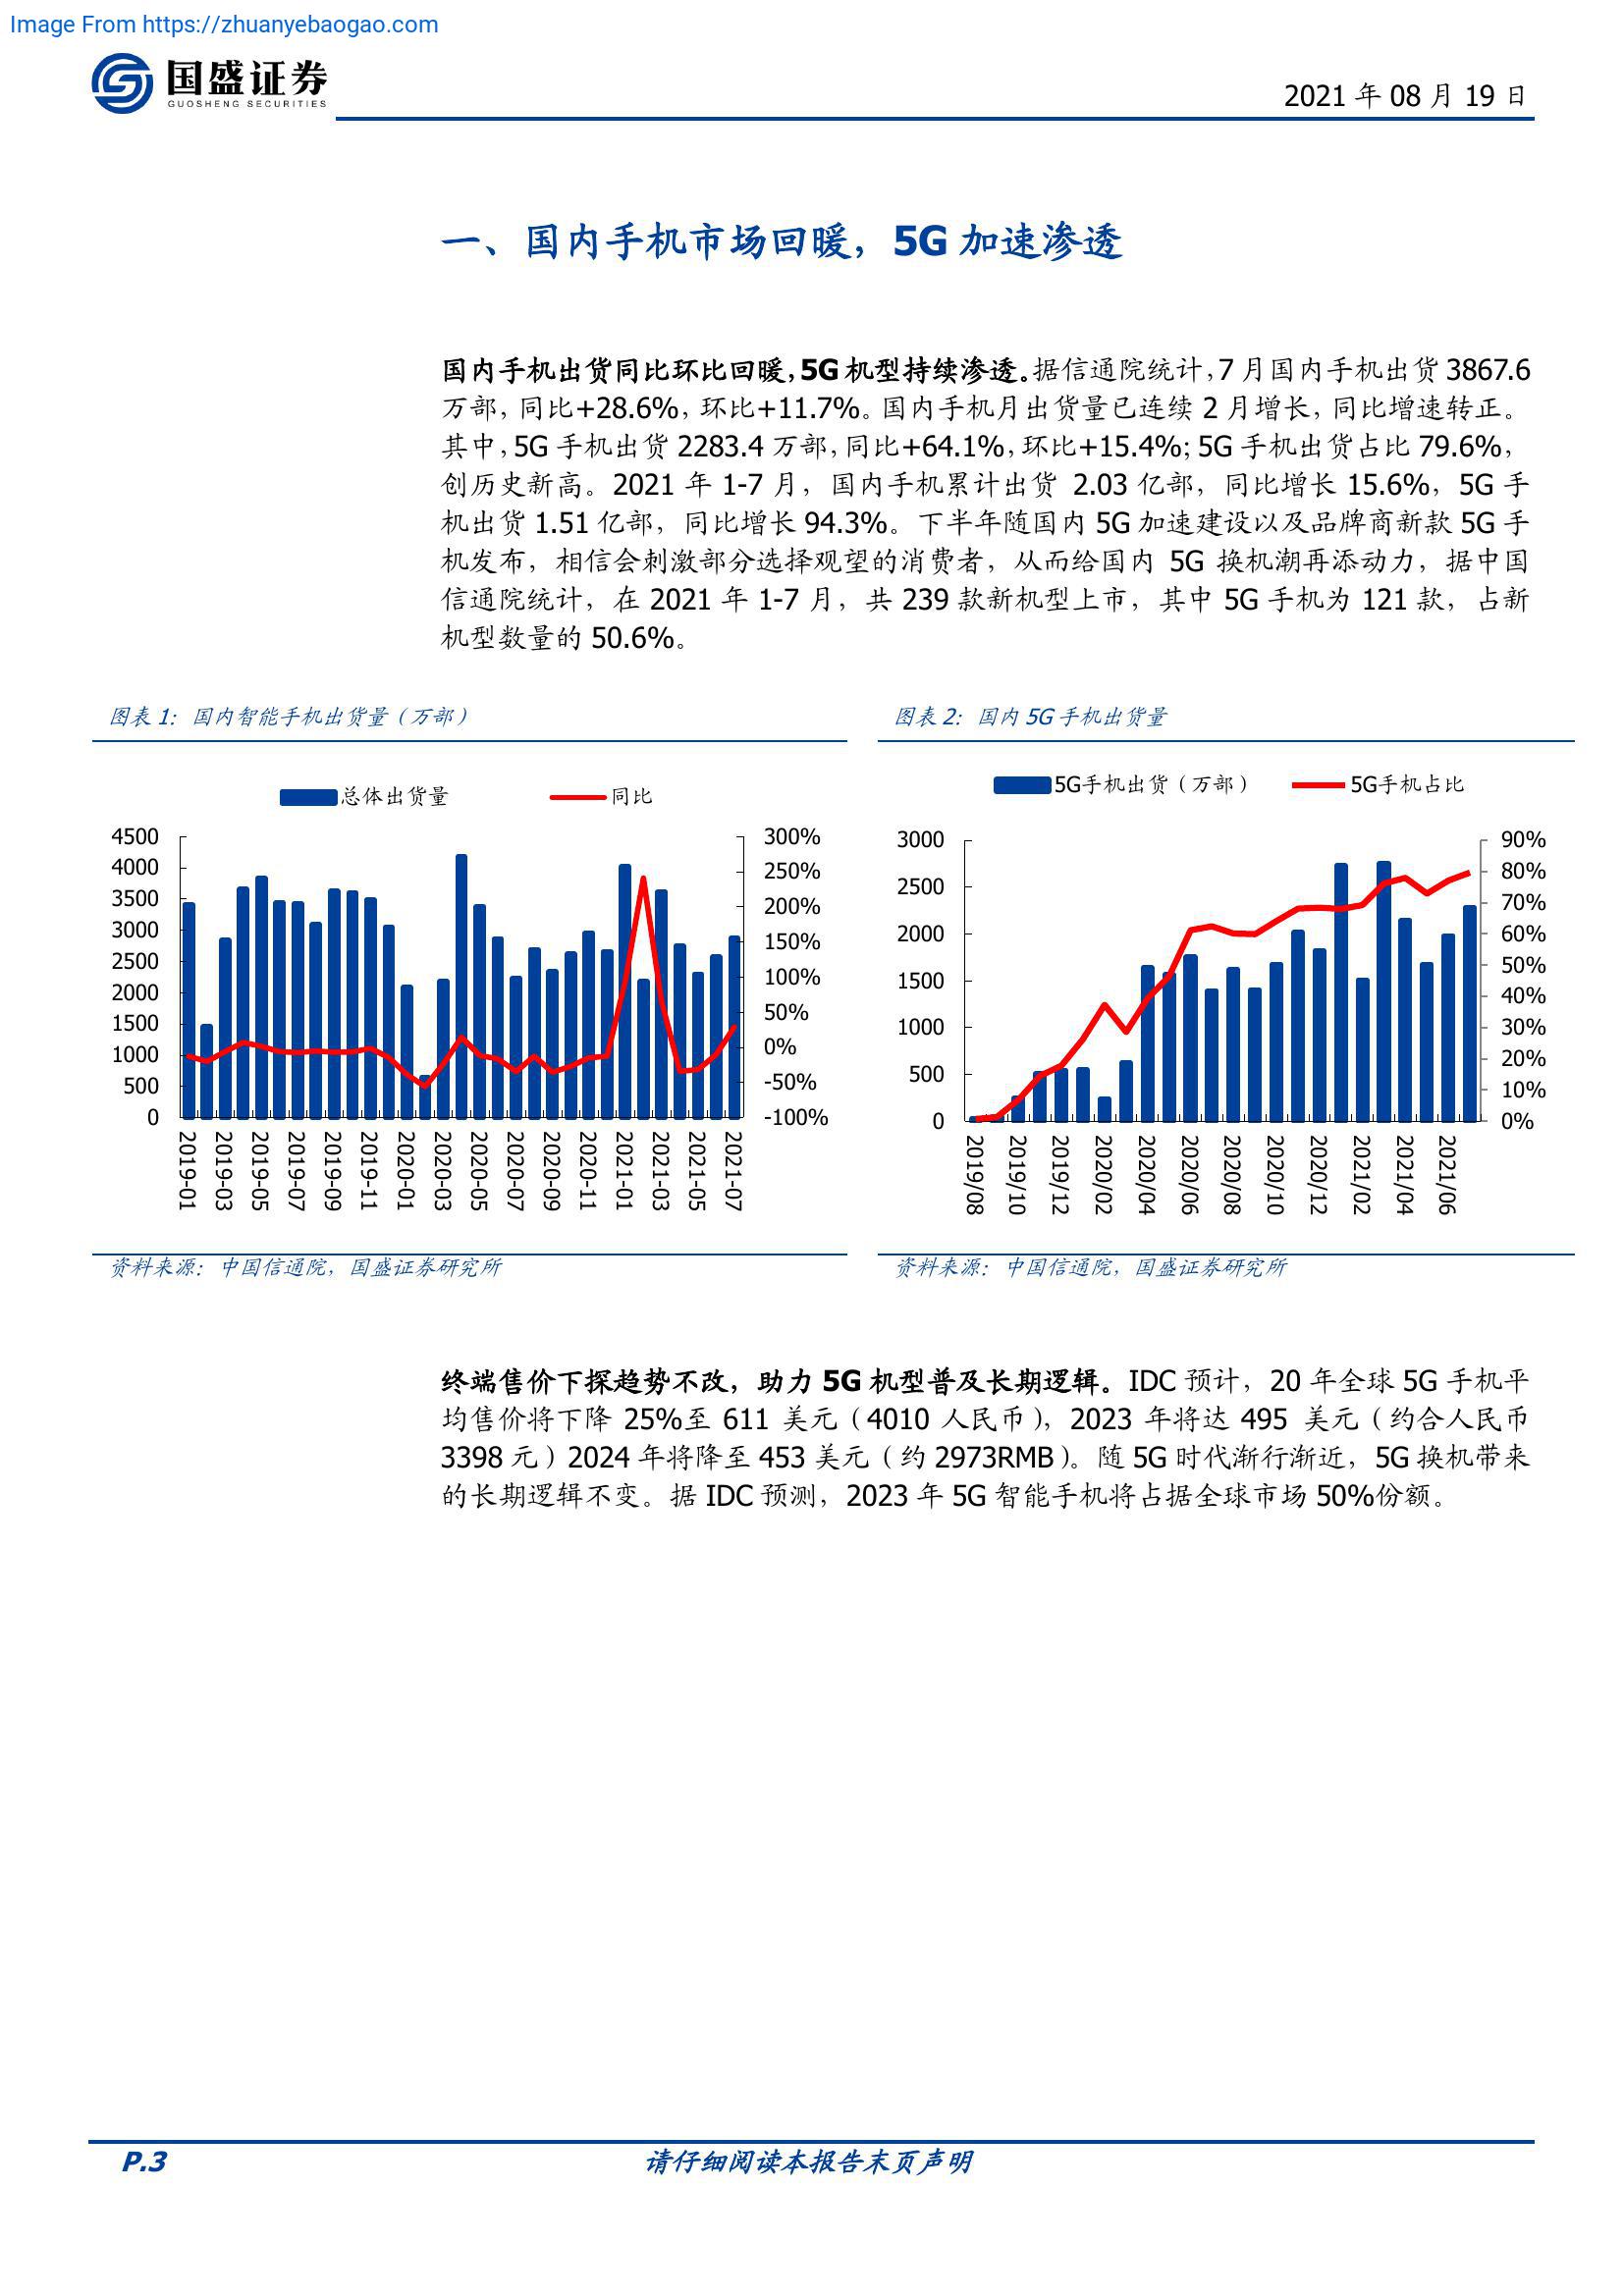 Image From https://zhuanyebaogao.com
国盛证券
GUOSHENG SECURITIES
2021 年 08 月 19 日
一、国内手机市场回暖，5G 加速渗透
国内手机出货同比环比回暖，5G 机型持续渗透。据信通院统计，7 月国内手机出货 3867.6
万部，同比+28.6%，环比+11.7%。国内手机月出货量已连续 2 月增长，同比增速转正。
其中，5G 手机出货 2283.4 万部，同比+64.1%，环比+15.4%；5G 手机出货占比 79.6%，
创历史新高。2021 年 1-7 月，国内手机累计出货 2.03 亿部，同比增长 15.6%，5G 手
机出货 1.51 亿部，同比增长 94.3%。下半年随国内 5G 加速建设以及品牌商新款 5G 手
机发布，相信会刺激部分选择观望的消费者，从而给国内 5G 换机潮再添动力，据中国
信通院统计，在 2021 年 1-7 月，共 239 款新机型上市，其中 5G 手机为 121 款，占新
机型数量的 50.6%。
图表 1：国内智能手机出货量（万部）
总体出货量 同比
4500
4000
3500
3000
2500
2000
1500
1000
500
0
300%
250%
200%
150%
100%
50%
0%
-50%
-100%
2019-01
2019-03
2019-05
2019-07
2019-09
2019-11
2020-01
2020-03
2020-05
2020-07
2020-09
2020-11
2021-01
2021-03
2021-05
2021-07
资料来源：中国信通院，国盛证券研究所
图表 2：国内 5G 手机出货量
5G手机出货（万部） 5G手机占比
3000
2500
2000
1500
1000
500
0
90%
80%
70%
60%
50%
40%
30%
20%
10%
0%
2019/08
2019/10
2019/12
2020/02
2020/04
2020/06
2020/08
2020/10
2020/12
2021/02
2021/04
2021/06
资料来源：中国信通院，国盛证券研究所
终端售价下探趋势不改，助力 5G 机型普及长期逻辑。IDC 预计，20 年全球 5G 手机平
均售价将下降 25%至 611 美元（4010 人民币），2023 年将达 495 美元（约合人民币
3398 元）2024 年将降至 453 美元（约 2973RMB）。随 5G 时代渐行渐近，5G 换机带来
的长期逻辑不变。据 IDC 预测，2023 年 5G 智能手机将占据全球市场 50%份额。
P.3
请仔细阅读本报告末页声明